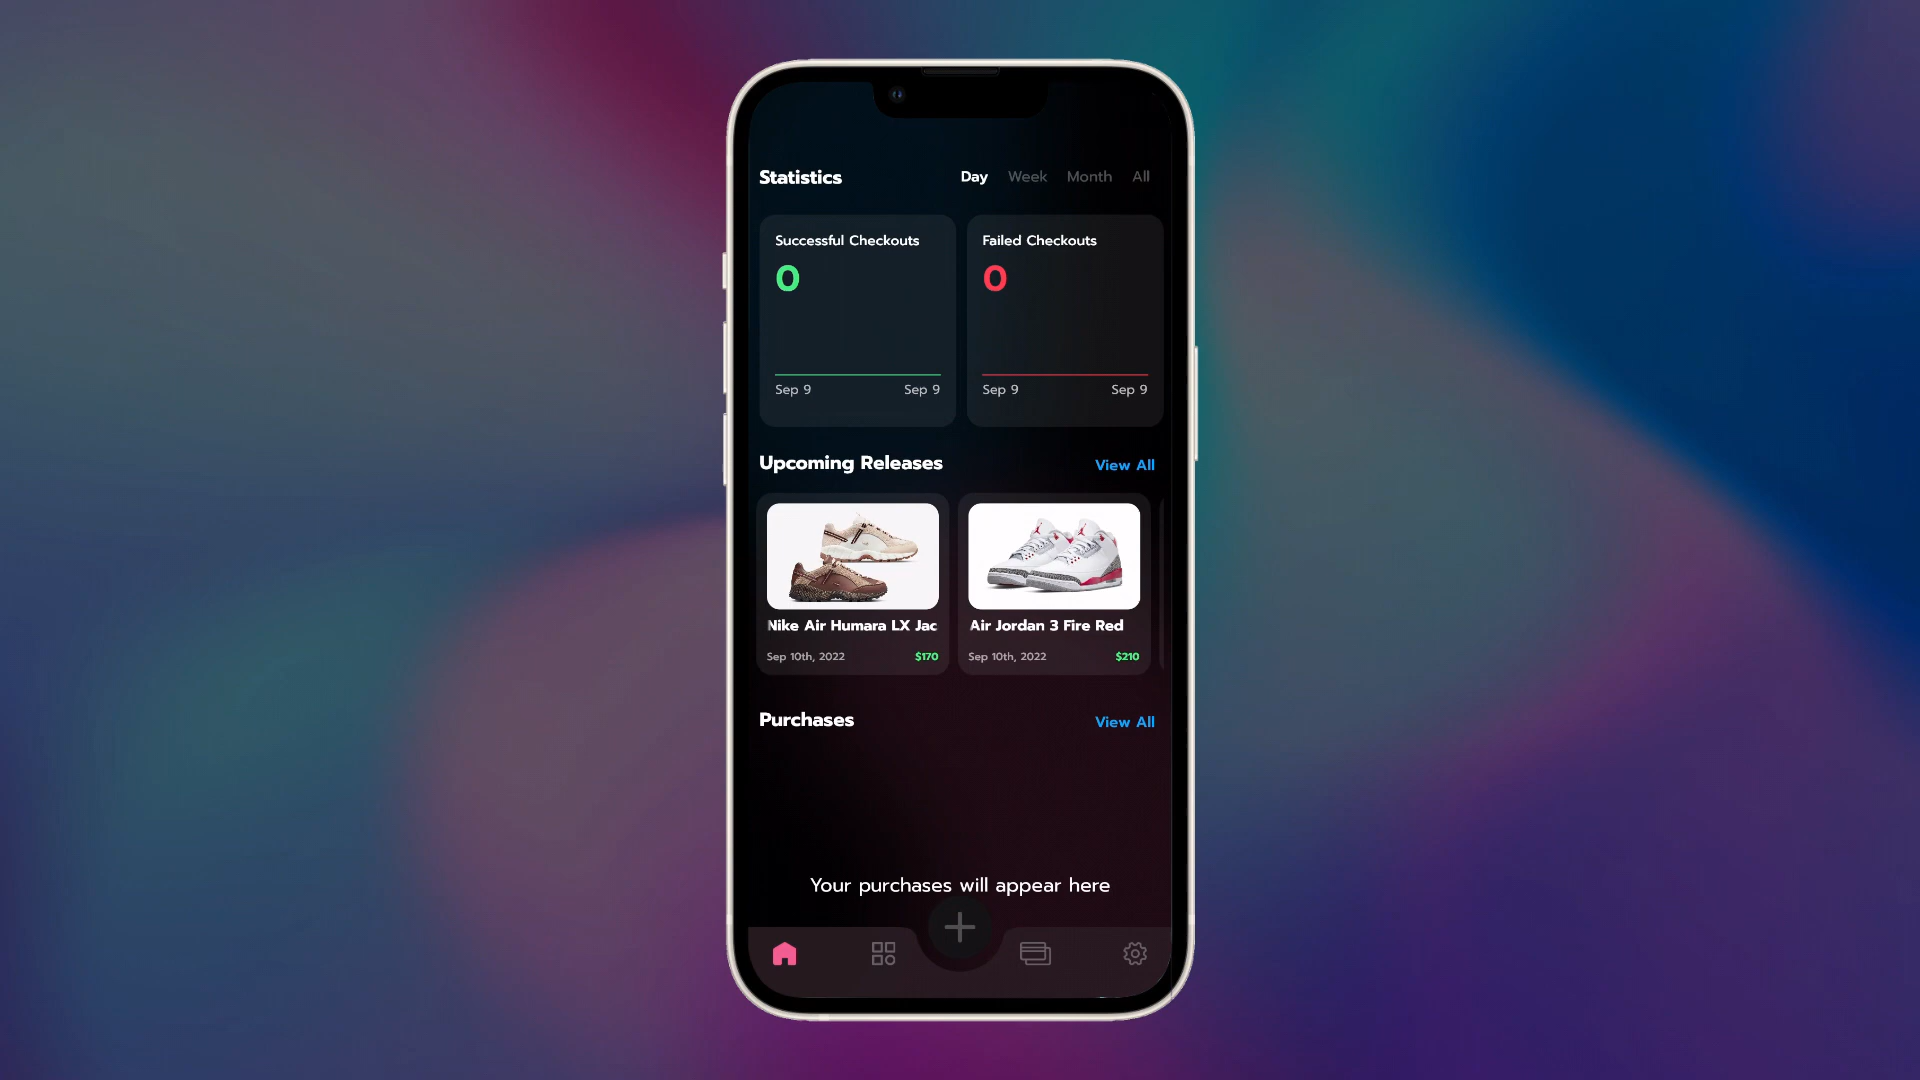 Statistics Day Week Month All
Successful Checkouts
0
Sep 9 Sep 9
Failed Checkouts
0
Sep 9 Sep 9
Upcoming Releases View All
Nike Air Humara LX Jac
Sep 10th, 2022 $170
Air Jordan 3 Fire Red
Sep 10th, 2022 $210
Purchases View All
Your purchases will appear here